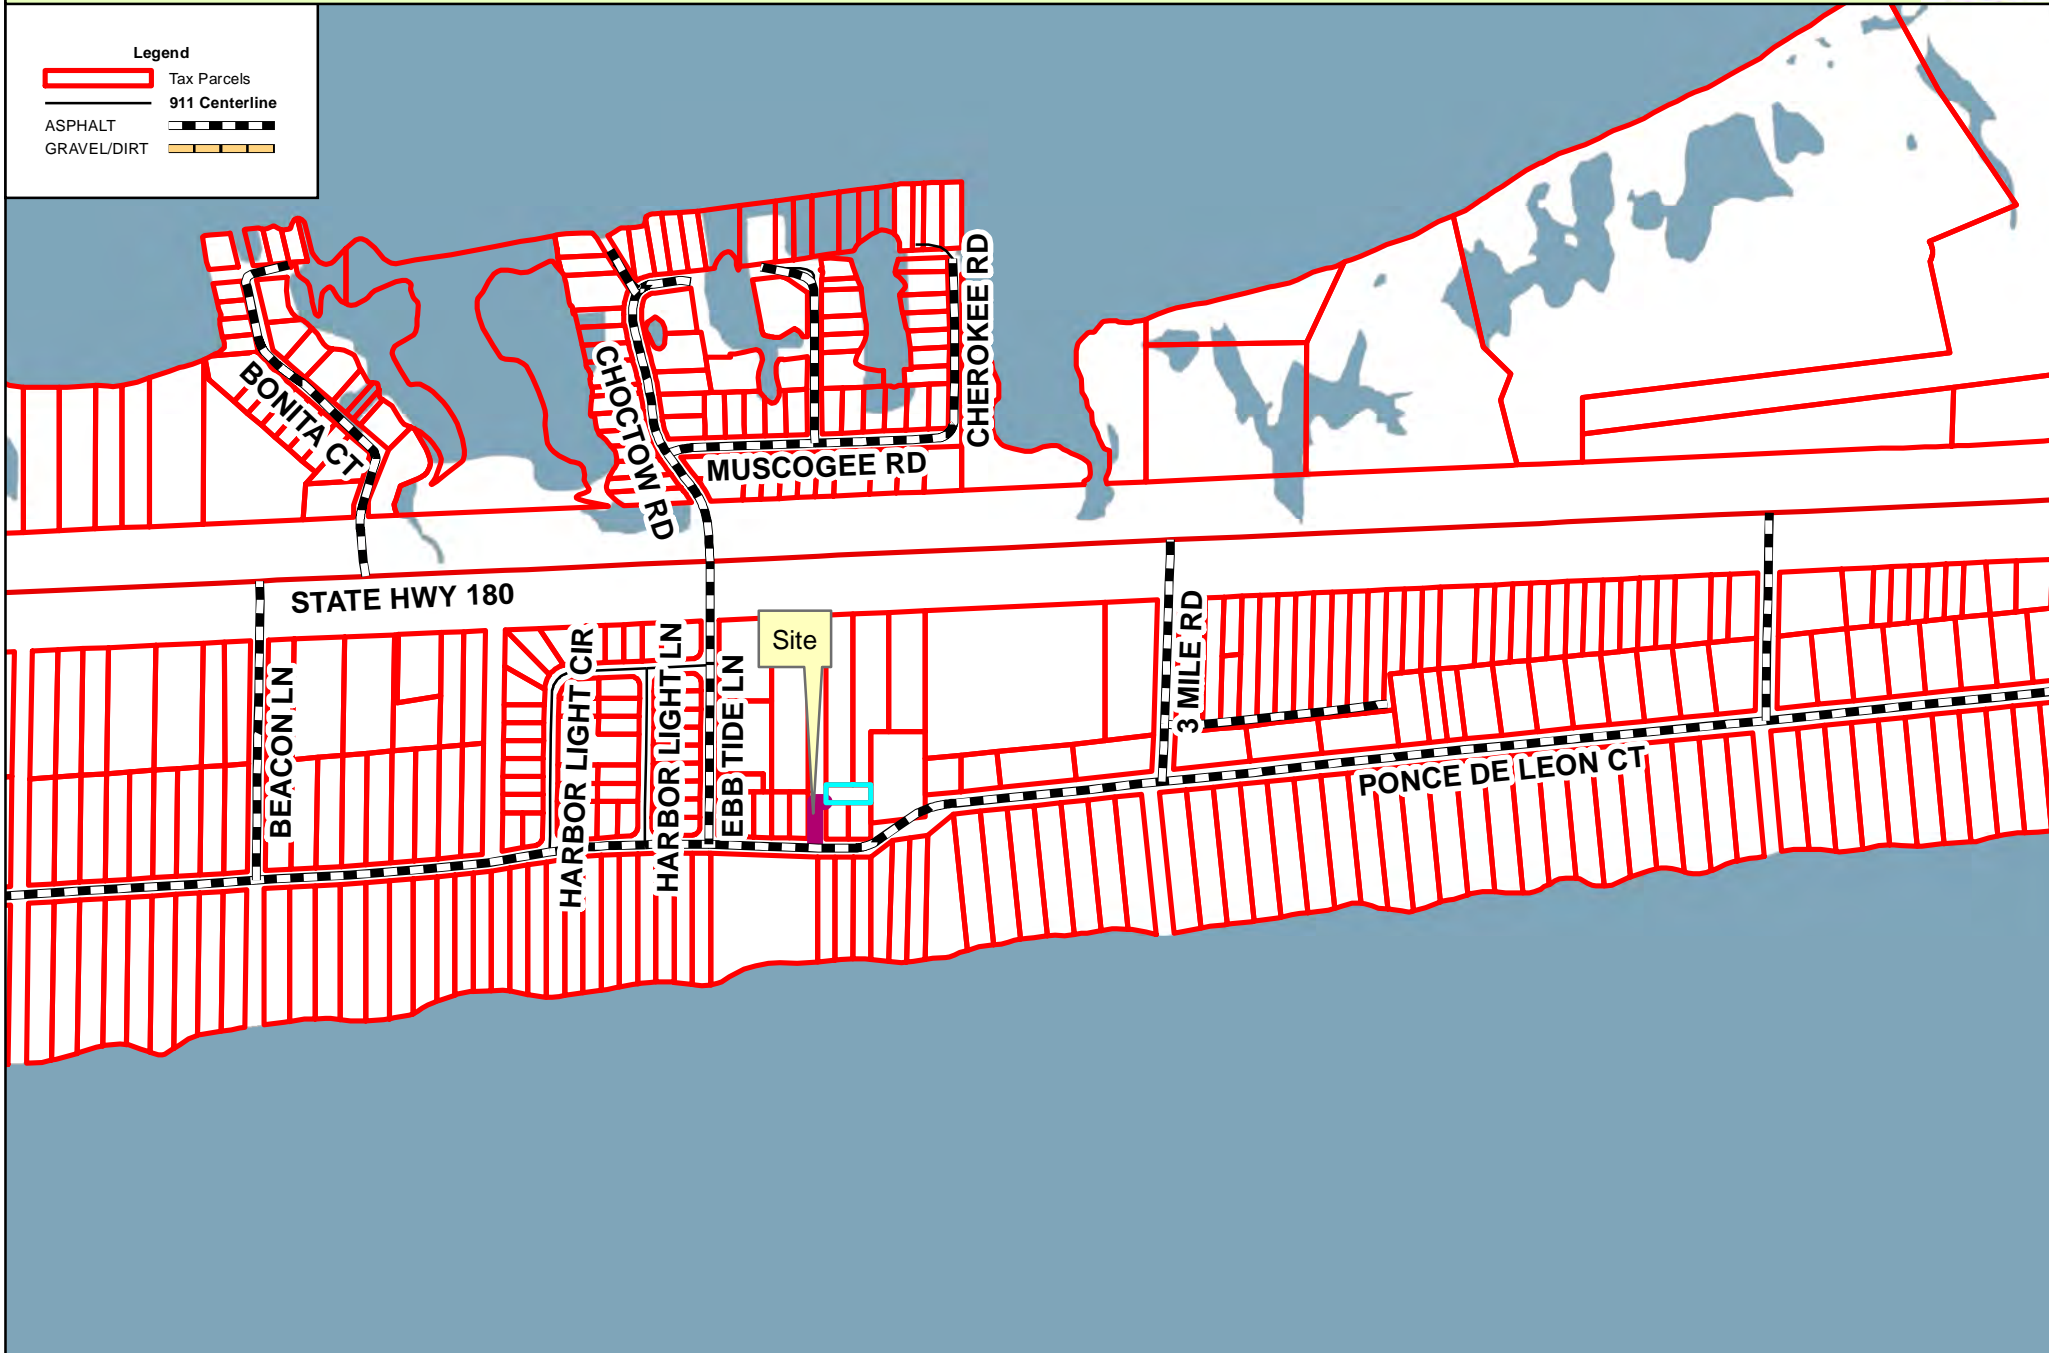 Legend
Tax Parcels
911 Centerline
ASPHALT
GRAVEL/DIRT
CHEROKEE RD
CHOCTOW RD
BONITA CT
MUSCOGEE RD
STATE HWY 180
Site
3 MILE RD
HARBOR LIGHT CIR
HARBOR LIGHT LN
EBB TIDE LN
BEACON LN
PONCE DE LEON CT